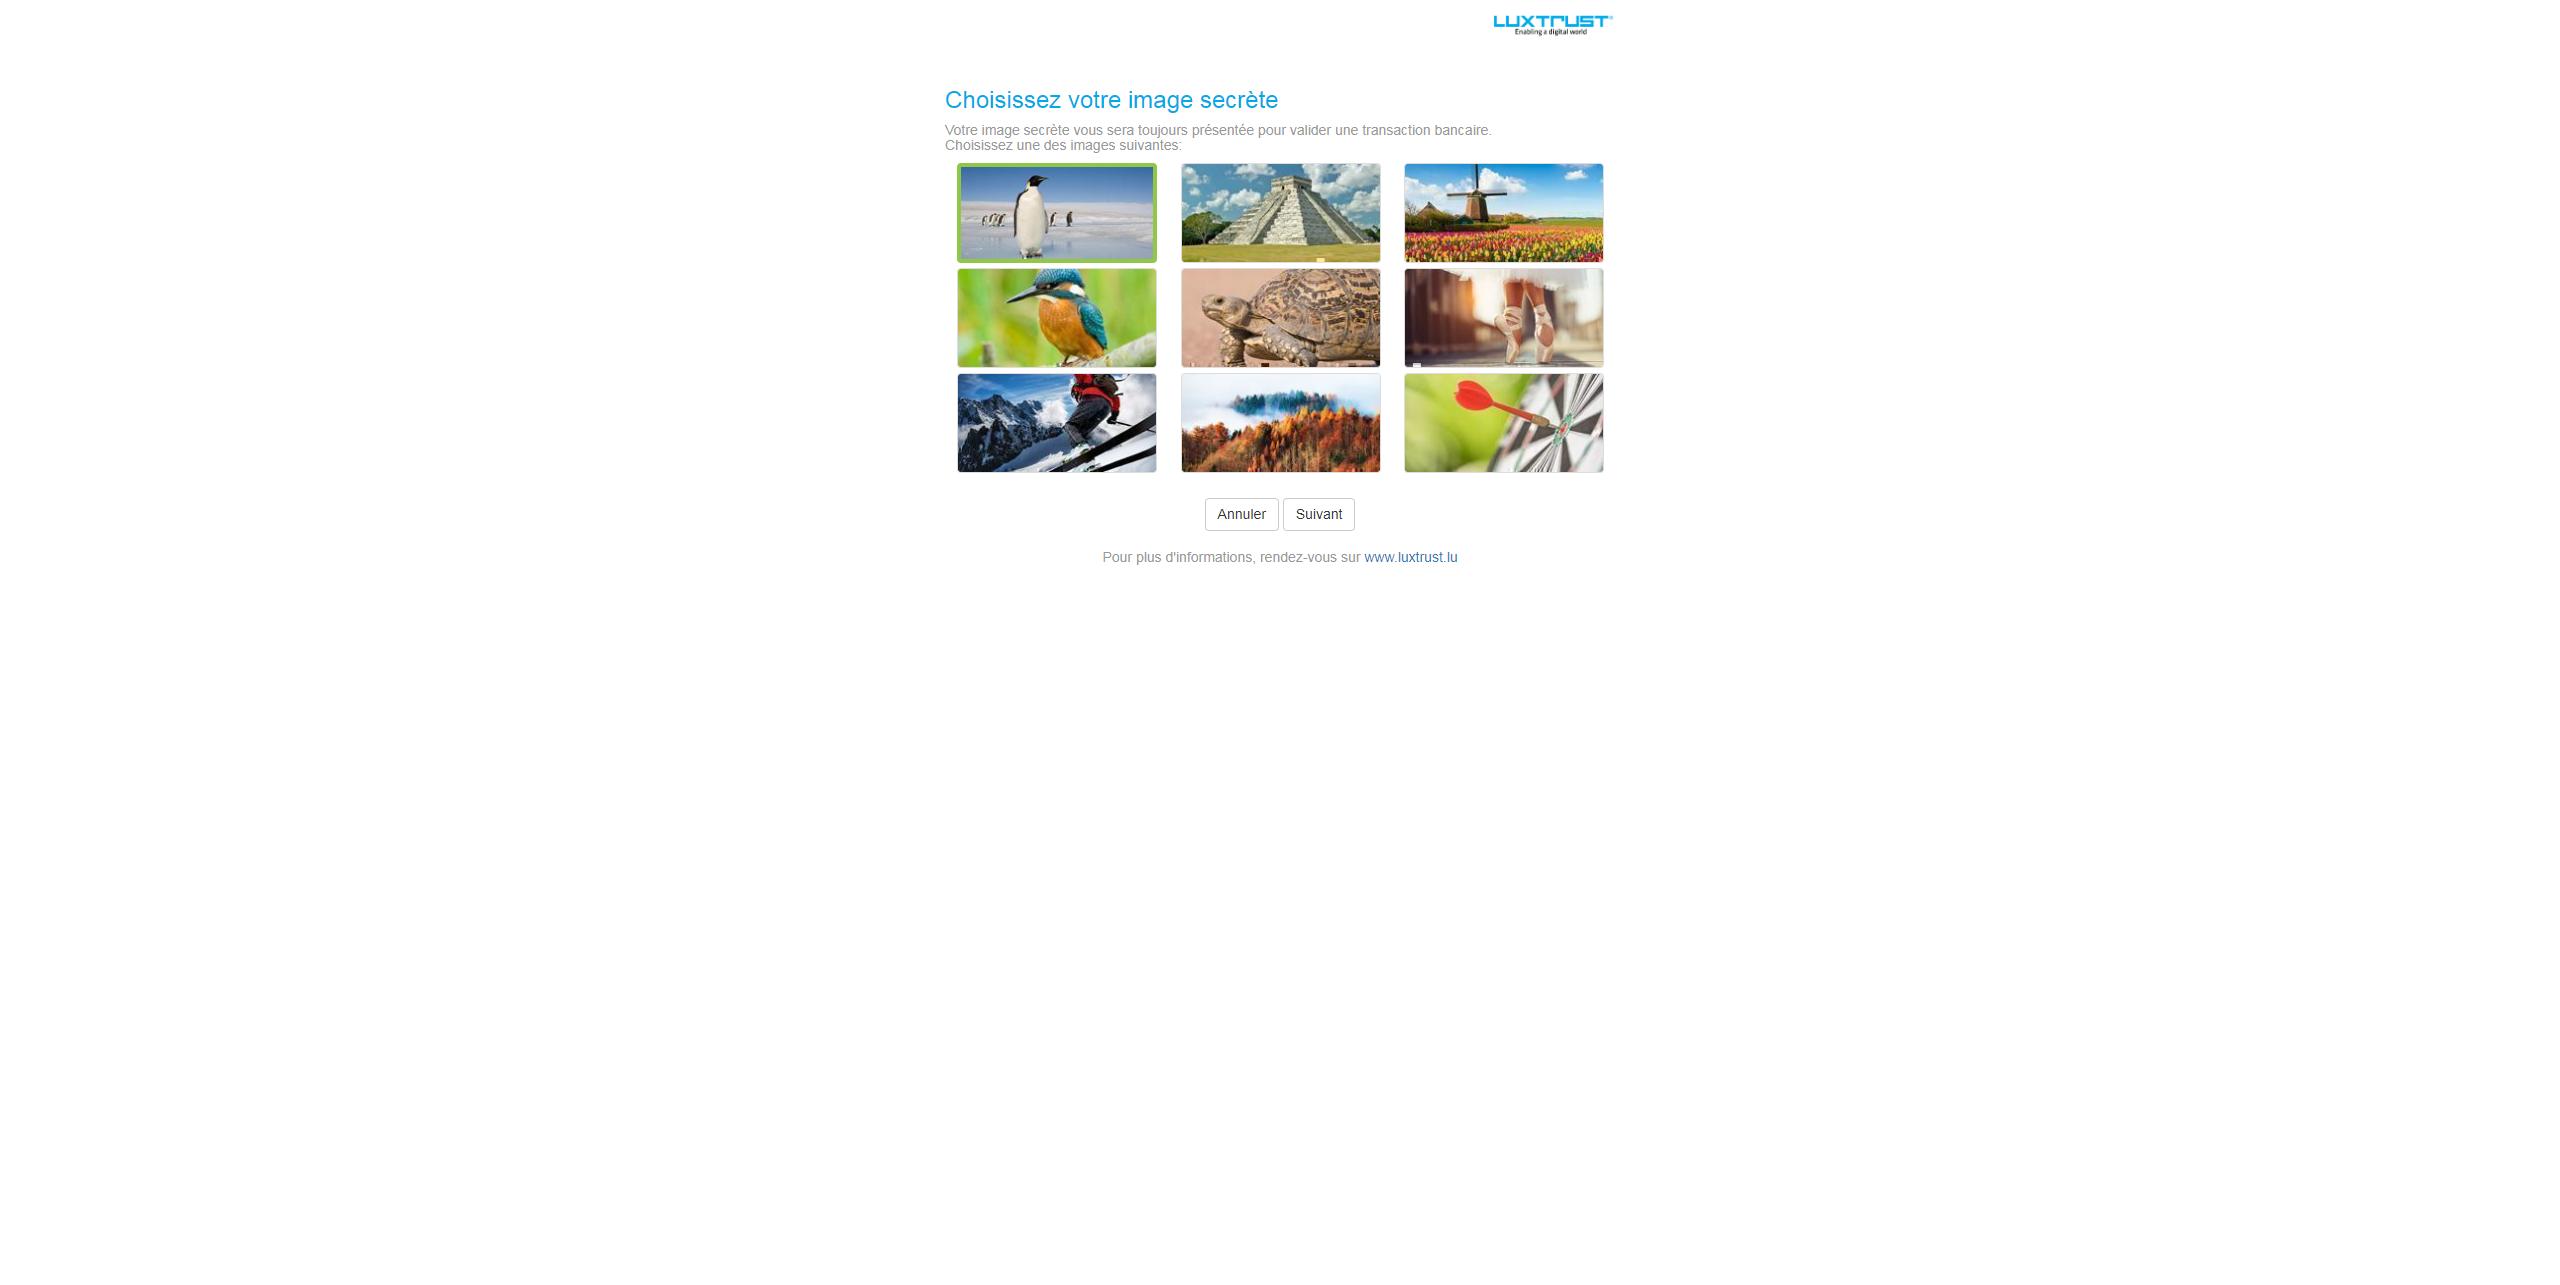 LUXTRUST
Enabling a digital world
Choisissez votre image secrète
Votre image secrète vous sera toujours présentée pour valider une transaction bancaire.
Choisissez une des images suivantes:
Annuler Suivant
Pour plus d'informations, rendez-vous sur www.luxtrust.lu